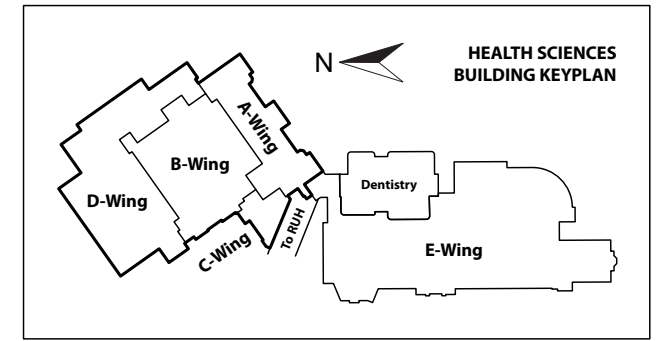 N
HEALTH SCIENCES
BUILDING KEYPLAN
A-Wing
B-Wing
D-Wing
Dentistry
C-Wing
To RUH
E-Wing